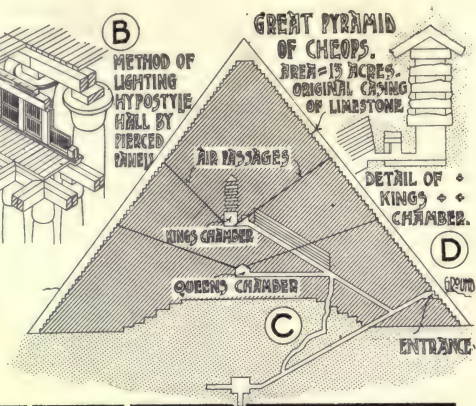 B
METHOD OF
LIGHTING
HYPOSTYLE
HALL BY
PIERCED
PANELS
GREAT PYRAMID
OF CHEOPS.
AREA = 13 ACRES.
ORIGINAL CASING
OF LIMESTONE
AIR PASSAGES
KINGS CHAMBER
QUEENS CHAMBER
C
DETAIL OF
KINGS
CHAMBER.
D
GROUND
ENTRANCE